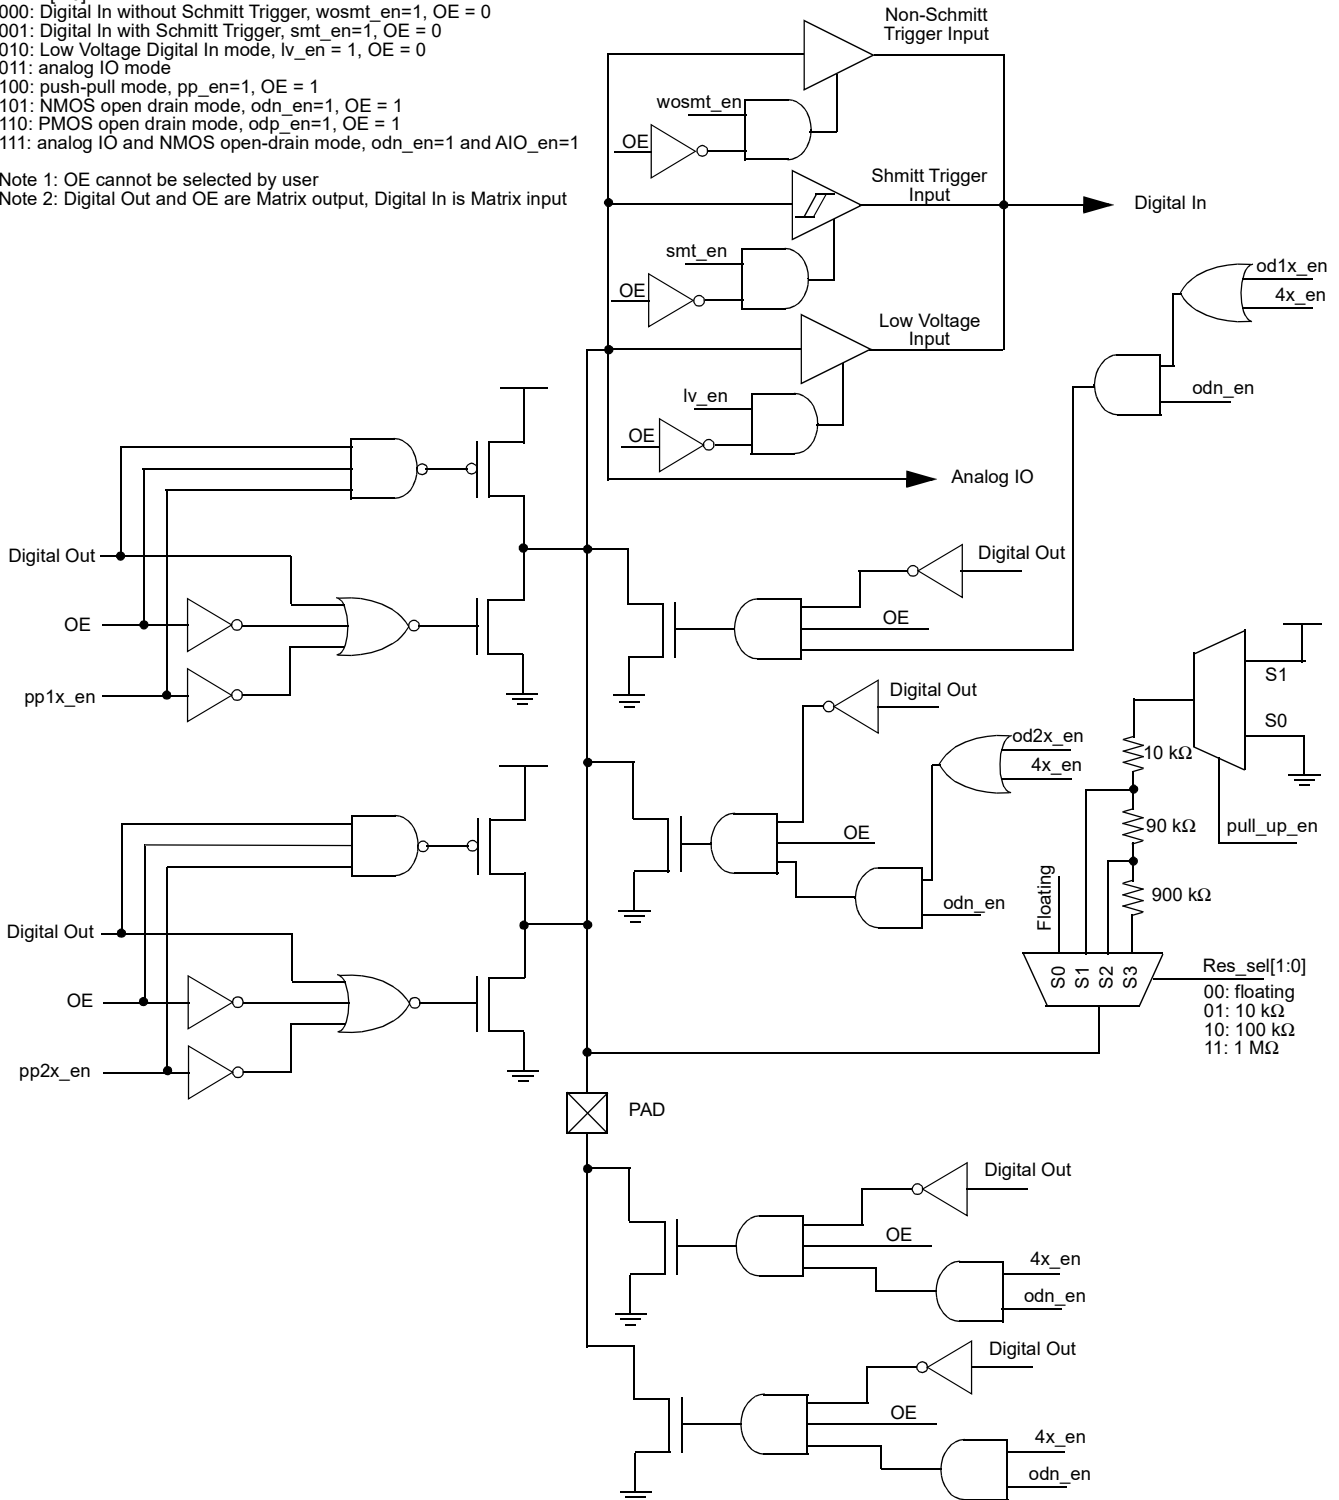 000: Digital In without Schmitt Trigger, wosmt_en=1, OE = 0
001: Digital In with Schmitt Trigger, smt_en=1, OE = 0
010: Low Voltage Digital In mode, lv_en = 1, OE = 0
011: analog IO mode
100: push-pull mode, pp_en=1, OE = 1
101: NMOS open drain mode, odn_en=1, OE = 1
110: PMOS open drain mode, odp_en=1, OE = 1
111: analog IO and NMOS open-drain mode, odn_en=1 and AIO_en=1
Note 1: OE cannot be selected by user
Note 2: Digital Out and OE are Matrix output, Digital In is Matrix input
Non-Schmitt
Trigger Input
wosmt_en
OE
Shmitt Trigger
Input
Digital In
smt_en
OE
Low Voltage
Input
lv_en
OE
Analog IO
od1x_en
4x_en
odn_en
Digital Out
OE
pp1x_en
Digital Out
OE
Digital Out
od2x_en
4x_en
OE
odn_en
S1
S0
10 kΩ
90 kΩ
pull_up_en
900 kΩ
Floating
S0
S1
S2
S3
Res_sel[1:0]
00: floating
01: 10 kΩ
10: 100 kΩ
11: 1 MΩ
Digital Out
OE
pp2x_en
PAD
Digital Out
OE
4x_en
odn_en
Digital Out
OE
4x_en
odn_en